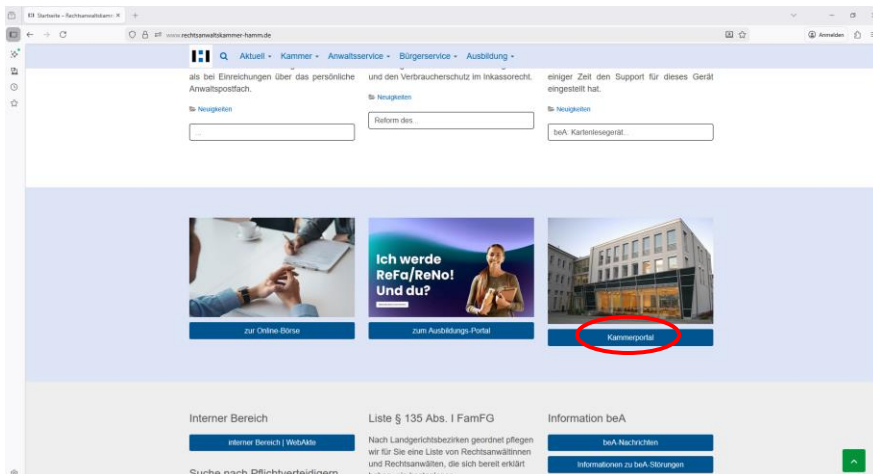 Startseite - Rechtsanwaltskamm
www.rechtsanwaltskammer-hamm.de
Anmelden
Aktuell
Kammer
Anwaltsservice
Bürgerservice
Ausbildung
als bei Einreichungen über das persönliche
Anwaltspostfach.
Neuigkeiten
...
und den Verbraucherschutz im Inkassorecht.
Neuigkeiten
Reform des...
einiger Zeit den Support für dieses Gerät
eingestellt hat.
Neuigkeiten
beA: Kartenlesegerät...
zur Online-Börse
Ich werde
ReFa/ReNo!
Und du?
zum Ausbildungs-Portal
Kammerportal
Interner Bereich
interner Bereich | WebAkte
Suche nach Pflichtverteidigern
Liste § 135 Abs. I FamFG
Nach Landgerichtsbezirken geordnet pflegen
wir für Sie eine Liste von Rechtsanwältinnen
und Rechtsanwälten, die sich bereit erklärt
Information beA
beA-Nachrichten
Informationen zu beA-Störungen